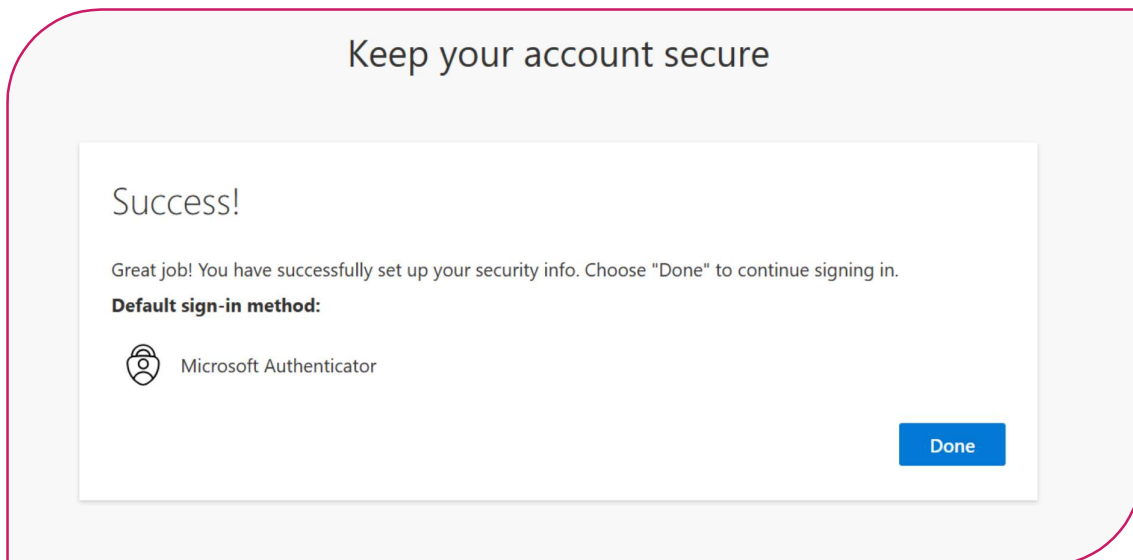 Keep your account secure
Success!
Great job! You have successfully set up your security info. Choose "Done" to continue signing in.
Default sign-in method:
Microsoft Authenticator
Done